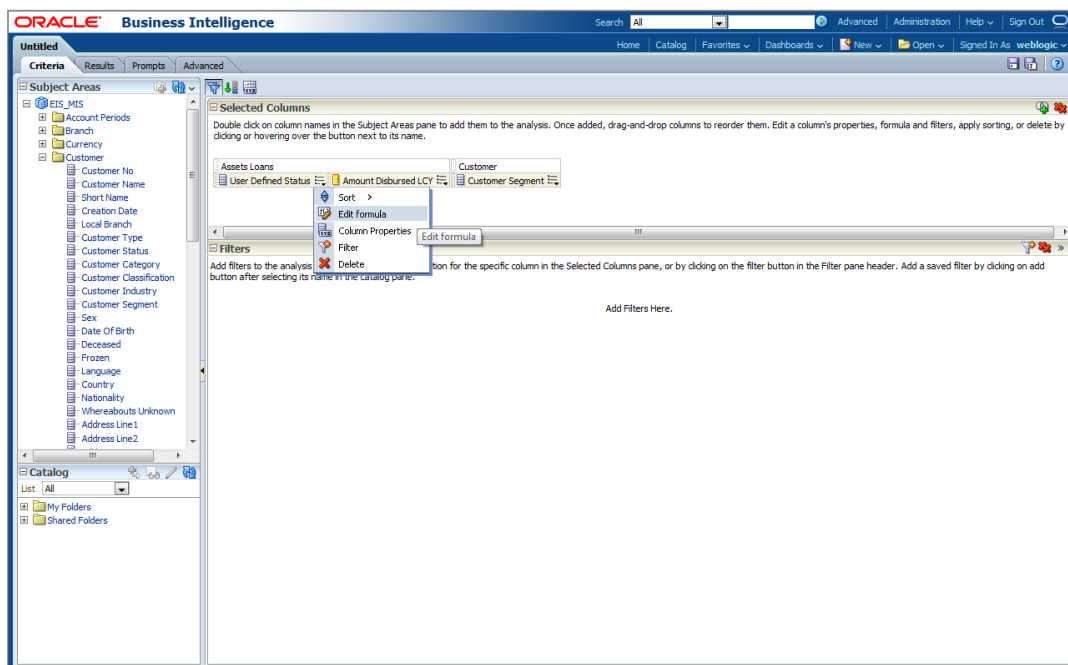 ORACLE Business Intelligence
Search All Advanced Administration Help Sign Out
Untitled Home Catalog Favorites Dashboards New Open Signed In As weblogic
Criteria Results Prompts Advanced
Subject Areas
EIS_MIS
Account Periods
Branch
Currency
Customer
Customer No
Customer Name
Short Name
Creation Date
Local Branch
Customer Type
Customer Status
Customer Category
Customer Classification
Customer Industry
Customer Segment
Sex
Date Of Birth
Deceased
Frozen
Language
Country
Nationality
Whereabouts Unknown
Address Line1
Address Line2
Catalog
List All
My Folders
Shared Folders
Selected Columns
Double click on column names in the Subject Areas pane to add them to the analysis. Once added, drag-and-drop columns to reorder them. Edit a column's properties, formula and filters, apply sorting, or delete by
clicking or hovering over the button next to its name.
Assets Loans Customer
User Defined Status Amount Disbursed LCY Customer Segment
Sort
Edit formula
Column Properties
Filter
Delete
Edit formula
Filters
Add filters to the analysis tion for the specific column in the Selected Columns pane, or by clicking on the filter button in the Filter pane header. Add a saved filter by clicking on add
button after selecting its name in the catalog pane.
Add Filters Here.